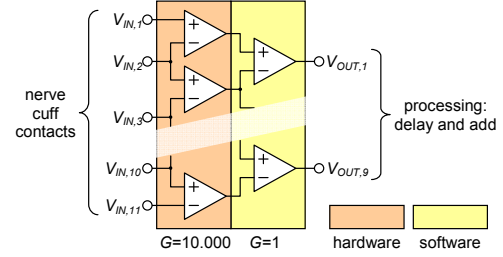 V_IN,1
V_IN,2
V_IN,3
V_IN,10
V_IN,11
nerve
cuff
contacts
+
−
+
−
+
−
+
−
+
−
V_OUT,1
V_OUT,9
processing:
delay and add
G=10.000
G=1
hardware
software